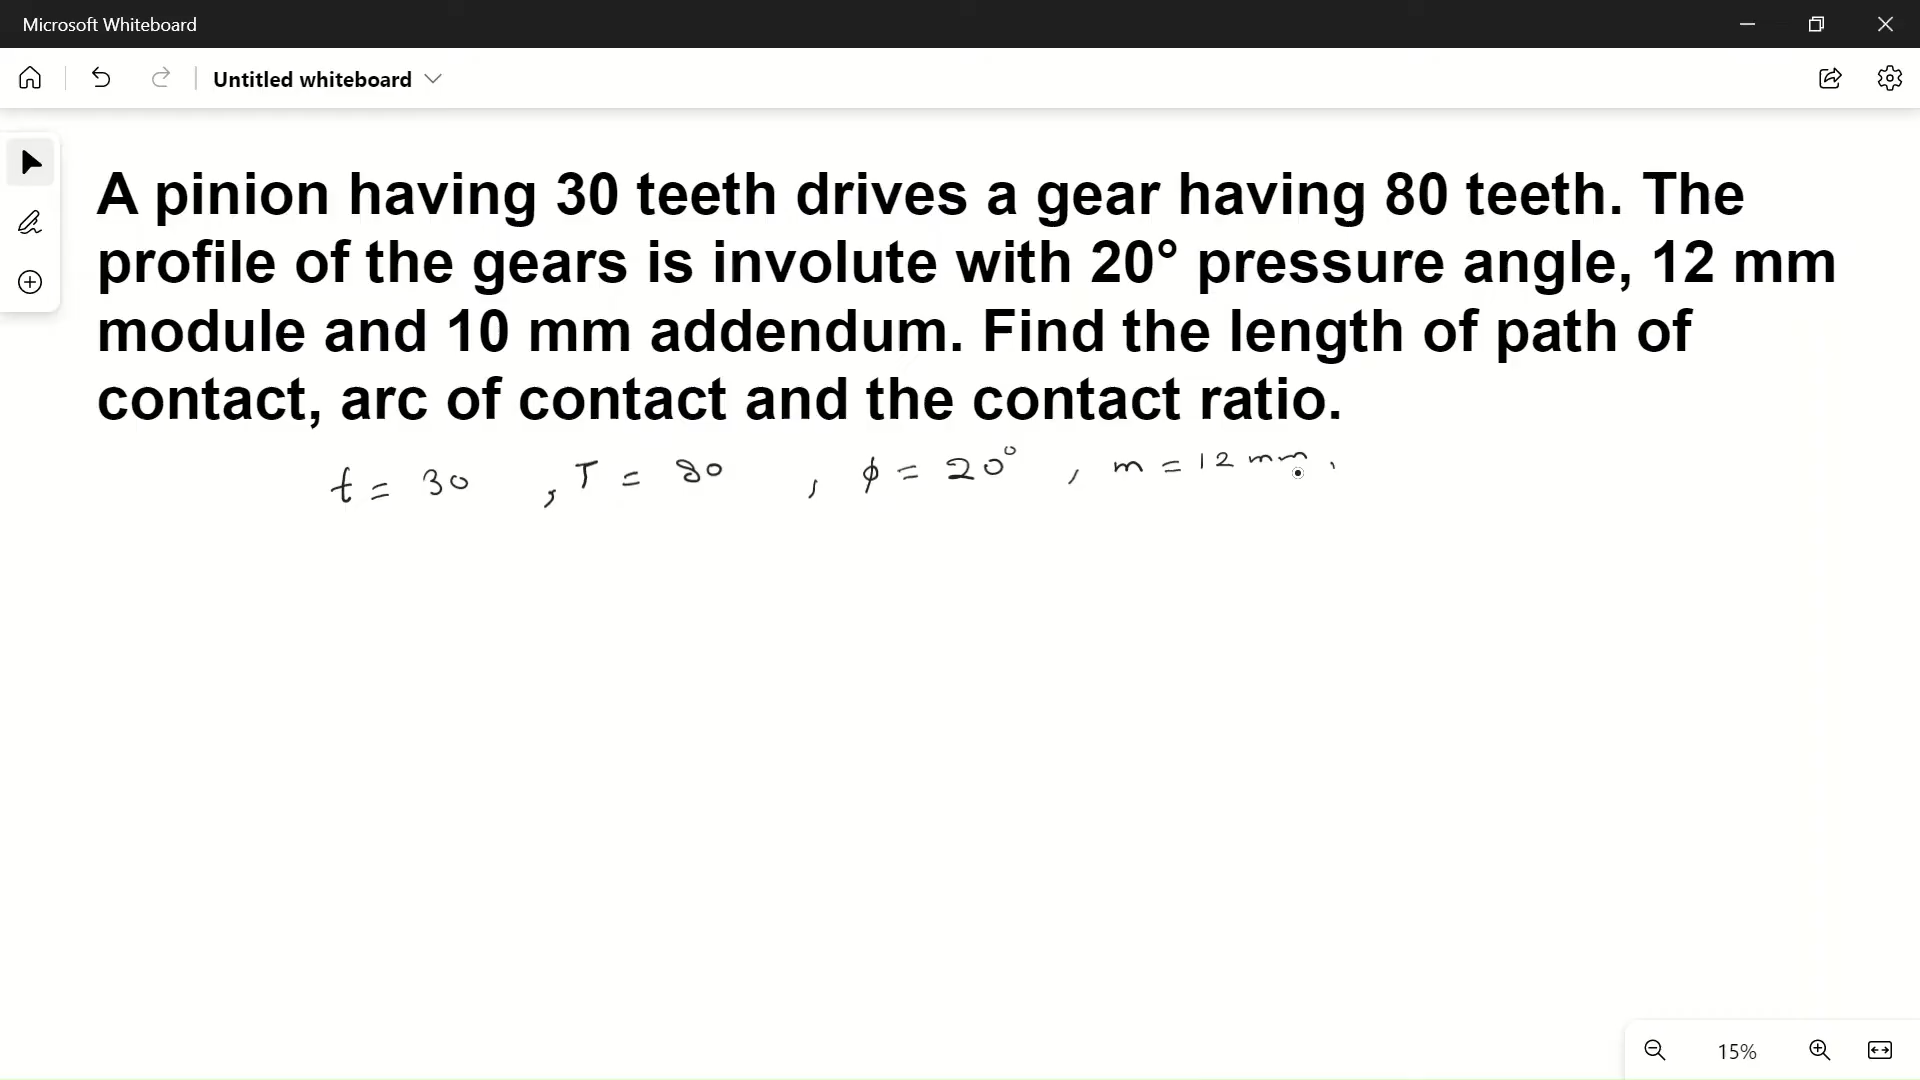 Microsoft Whiteboard
Untitled whiteboard
A pinion having 30 teeth drives a gear having 80 teeth. The
profile of the gears is involute with 20° pressure angle, 12 mm
module and 10 mm addendum. Find the length of path of
contact, arc of contact and the contact ratio.
t = 30 , T = 80 , φ = 20° , m = 12 mm ,
15%